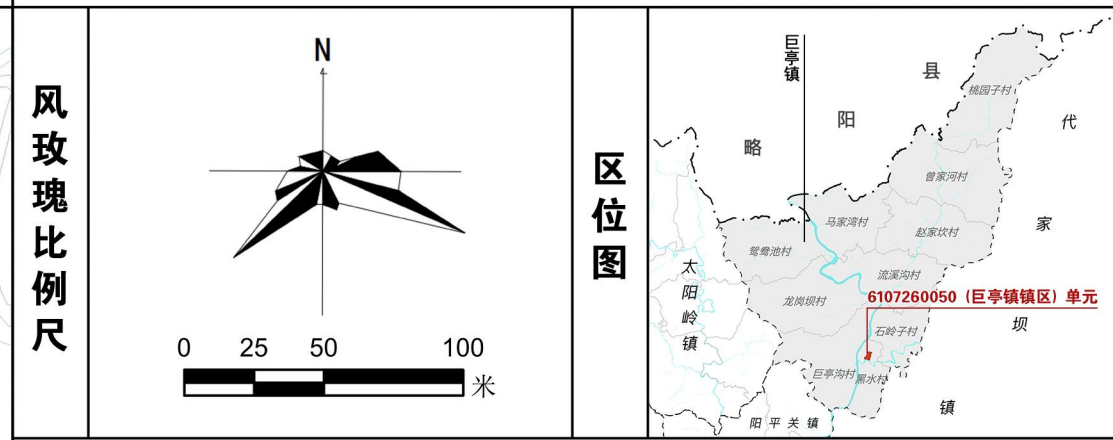 风玫瑰比例尺
N
0 25 50 100
米
区位图
巨亭镇
略阳县
桃园子村
代家坝镇
曾家河村
马家湾村
赵家坎村
鸳鸯池村
太阳岭镇
流溪沟村
龙岗坝村
6107260050（巨亭镇镇区）单元
石岭子村
巨亭沟村
黑水村
阳平关镇